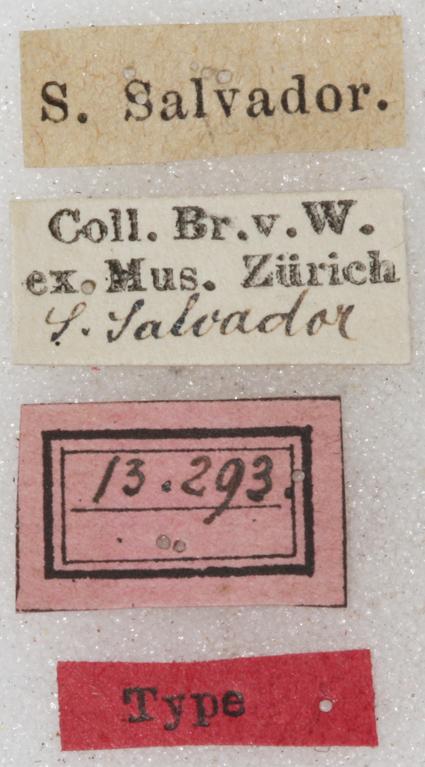 S. Salvador.
Coll. Br.v.W.
ex. Mus. Zürich
S. Salvador
13.293.
Type